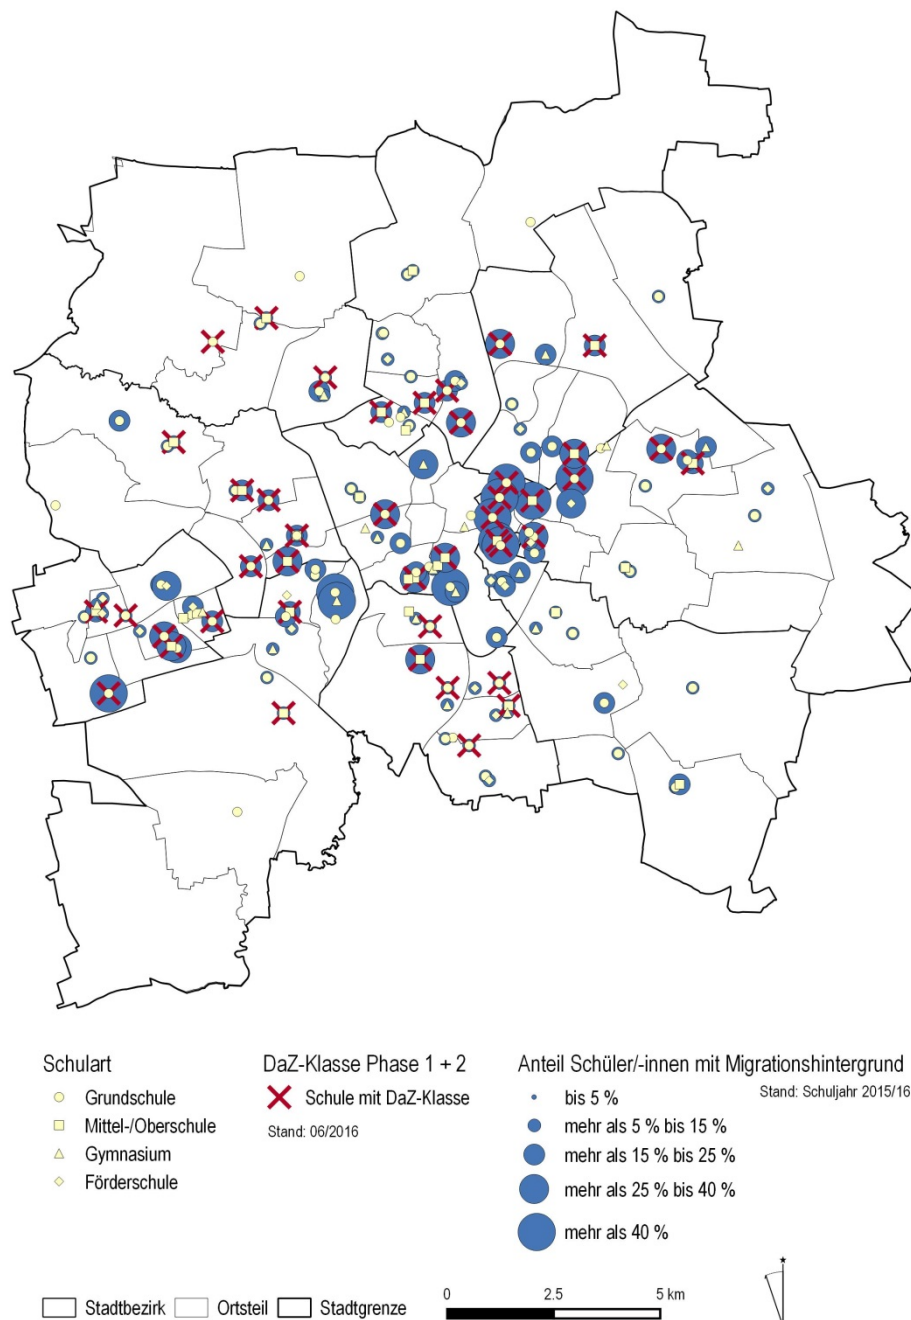 Schulart
Grundschule
Mittel-/Oberschule
Gymnasium
Förderschule
DaZ-Klasse Phase 1 + 2
Schule mit DaZ-Klasse
Stand: 06/2016
Anteil Schüler/-innen mit Migrationshintergrund
Stand: Schuljahr 2015/16
bis 5 %
mehr als 5 % bis 15 %
mehr als 15 % bis 25 %
mehr als 25 % bis 40 %
mehr als 40 %
Stadtbezirk
Ortsteil
Stadtgrenze
0 2.5 5 km